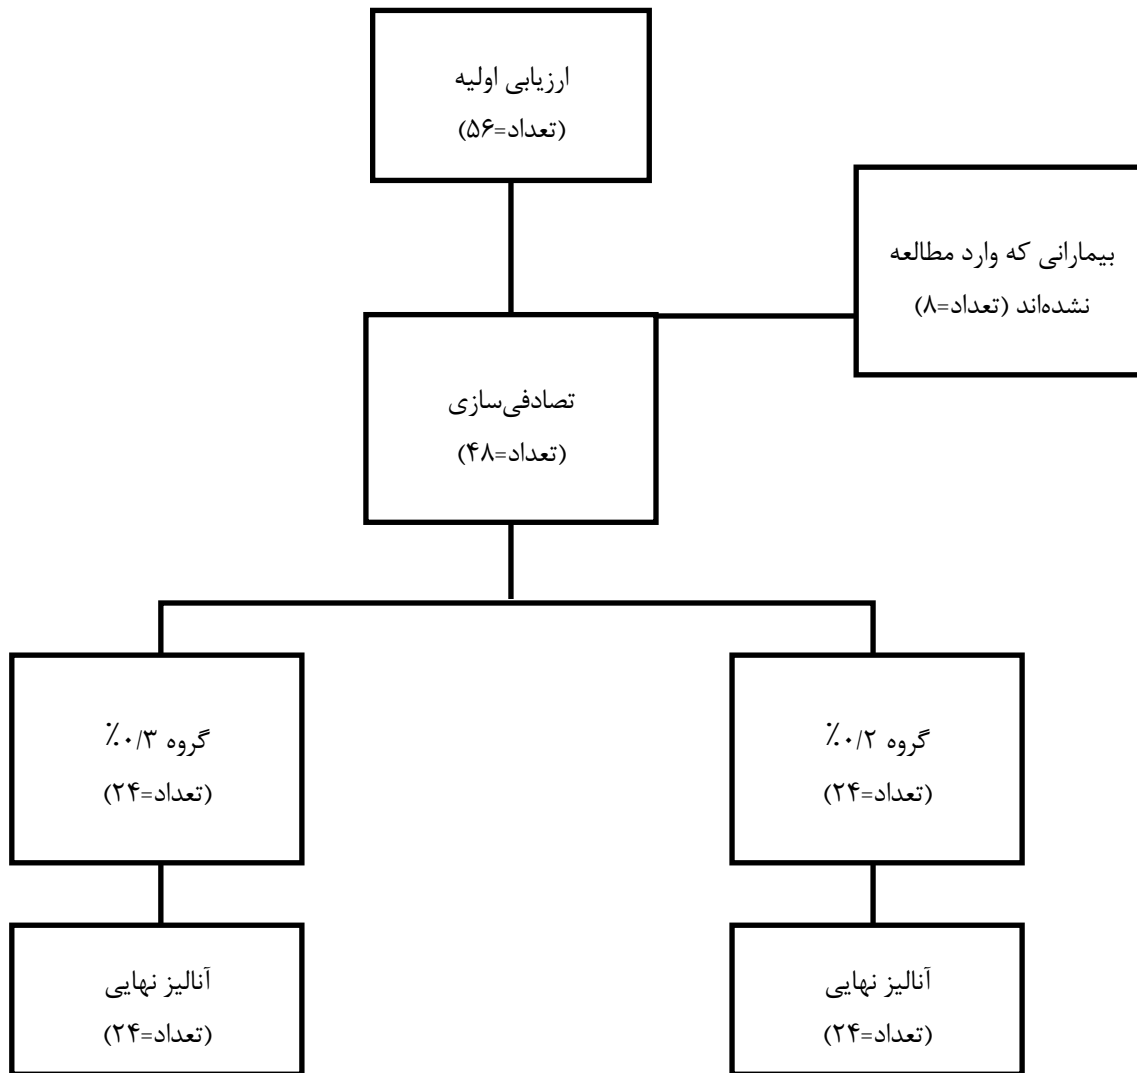 ارزیابی اولیه
(تعداد=۵۶)
بیمارانی که وارد مطالعه
نشده‌اند (تعداد=۸)
تصادفی‌سازی
(تعداد=۴۸)
گروه ۰/۲٪
(تعداد=۲۴)
گروه ۰/۳٪
(تعداد=۲۴)
آنالیز نهایی
(تعداد=۲۴)
آنالیز نهایی
(تعداد=۲۴)